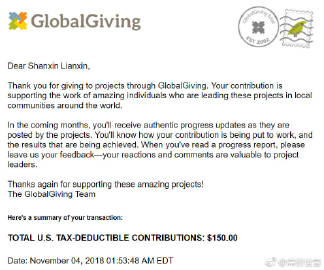 GlobalGiving
EST 2002
Dear Shanxin Lianxin,
Thank you for giving to projects through GlobalGiving. Your contribution is
supporting the work of amazing individuals who are leading these projects in local
communities around the world.
In the coming months, you'll receive authentic progress updates as they are
posted by the projects. You'll know how your contribution is being put to work, and
the results that are being achieved. When you've read a progress report, please
leave us your feedback—your reactions and comments are valuable to project
leaders.
Thanks again for supporting these amazing projects!
The GlobalGiving Team
Here's a summary of your transaction:
TOTAL U.S. TAX-DEDUCTIBLE CONTRIBUTIONS: $150.00
Date: November 04, 2018 01:53:48 AM EDT